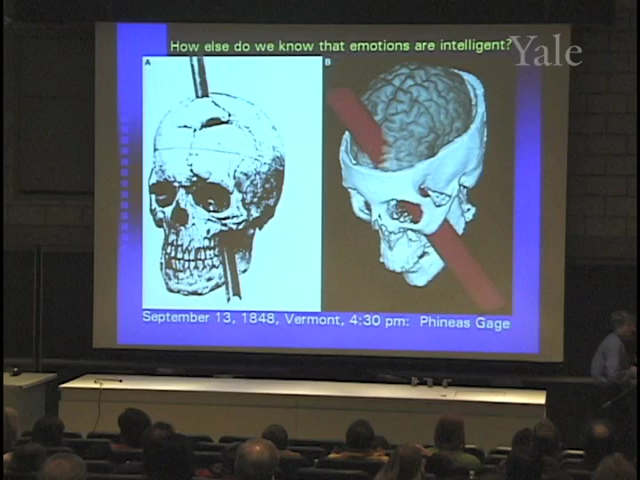 How else do we know that emotions are intelligent?
Yale
A
B
September 13, 1848, Vermont, 4:30 pm: Phineas Gage